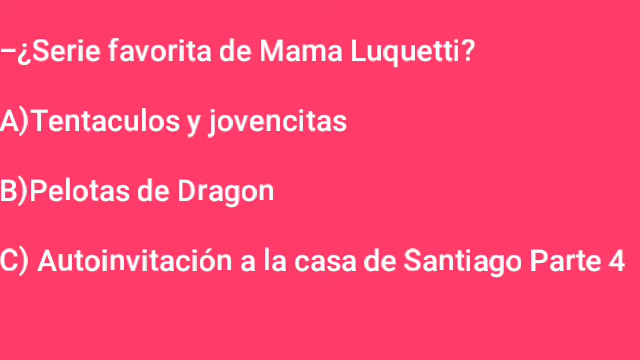 –¿Serie favorita de Mama Luquetti?
A)Tentaculos y jovencitas
B)Pelotas de Dragon
C) Autoinvitación a la casa de Santiago Parte 4